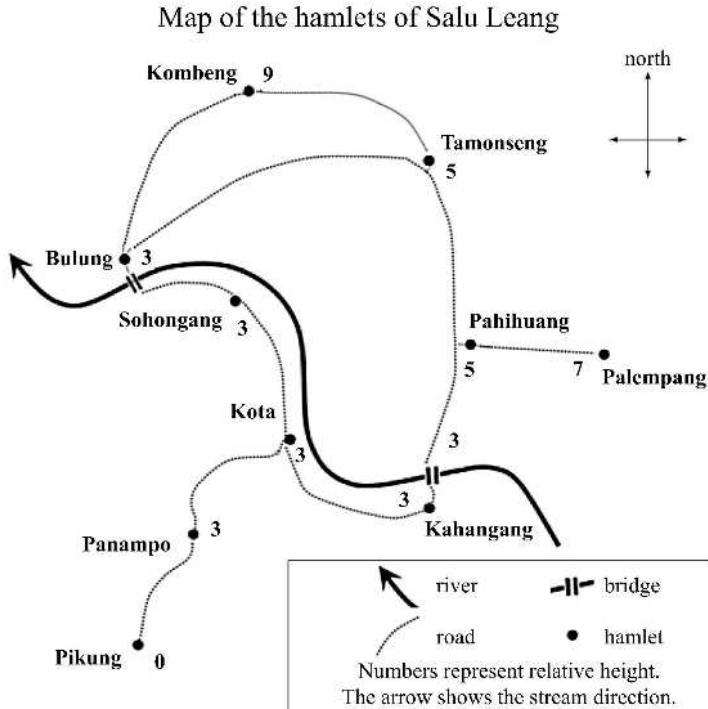 Map of the hamlets of Salu Leang
Kombeng 9
north
Tamonseng
5
Bulung 3
Sohongang
3
Pahihuang
5 7
Palempang
Kota
3
3
3
Kahangang
Panampo 3
Pikung 0
river bridge
road hamlet
Numbers represent relative height.
The arrow shows the stream direction.